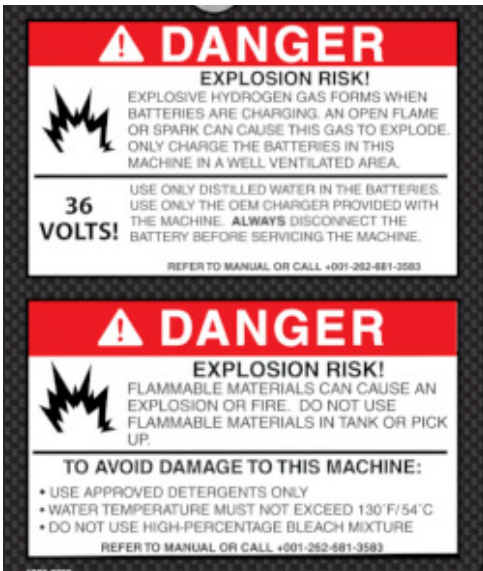 DANGER
EXPLOSION RISK!
EXPLOSIVE HYDROGEN GAS FORMS WHEN
BATTERIES ARE CHARGING. AN OPEN FLAME
OR SPARK CAN CAUSE THIS GAS TO EXPLODE.
ONLY CHARGE THE BATTERIES IN THIS
MACHINE IN A WELL VENTILATED AREA.
36
VOLTS!
USE ONLY DISTILLED WATER IN THE BATTERIES.
USE ONLY THE OEM CHARGER PROVIDED WITH
THE MACHINE. ALWAYS DISCONNECT THE
BATTERY BEFORE SERVICING THE MACHINE.
REFER TO MANUAL OR CALL +001-262-681-3583
DANGER
EXPLOSION RISK!
FLAMMABLE MATERIALS CAN CAUSE AN
EXPLOSION OR FIRE. DO NOT USE
FLAMMABLE MATERIALS IN TANK OR PICK
UP.
TO AVOID DAMAGE TO THIS MACHINE:
• USE APPROVED DETERGENTS ONLY
• WATER TEMPERATURE MUST NOT EXCEED 130°F/54°C
• DO NOT USE HIGH-PERCENTAGE BLEACH MIXTURE
REFER TO MANUAL OR CALL +001-262-681-3583